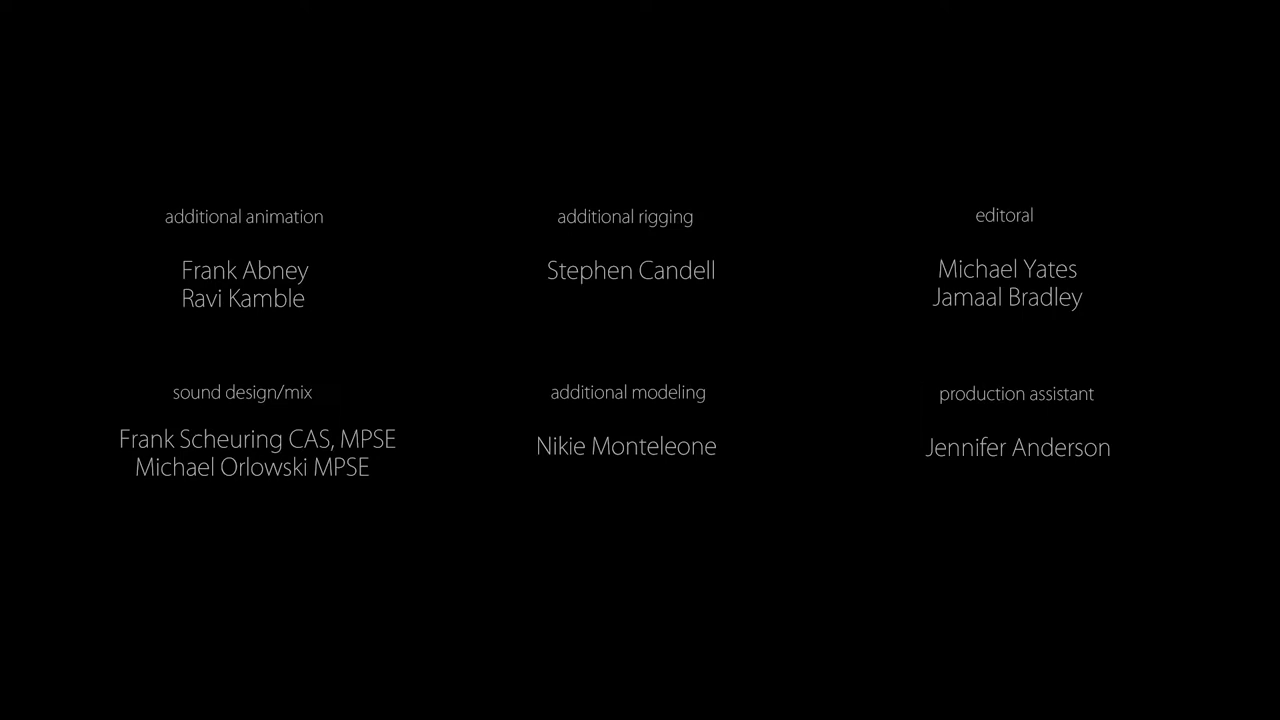 additional animation
Frank Abney
Ravi Kamble
additional rigging
Stephen Candell
editoral
Michael Yates
Jamaal Bradley
sound design/mix
Frank Scheuring CAS, MPSE
Michael Orlowski MPSE
additional modeling
Nikie Monteleone
production assistant
Jennifer Anderson